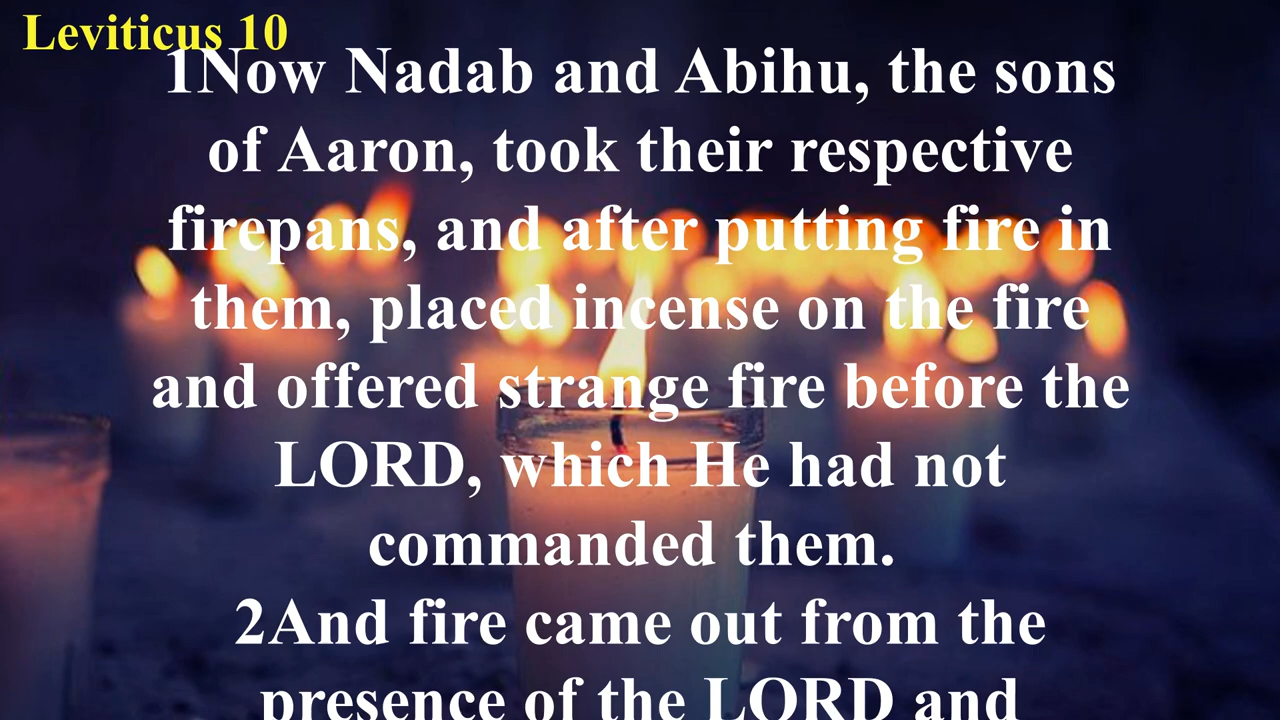 Leviticus 10
1Now Nadab and Abihu, the sons
of Aaron, took their respective
firepans, and after putting fire in
them, placed incense on the fire
and offered strange fire before the
LORD, which He had not
commanded them.
2And fire came out from the
presence of the LORD and